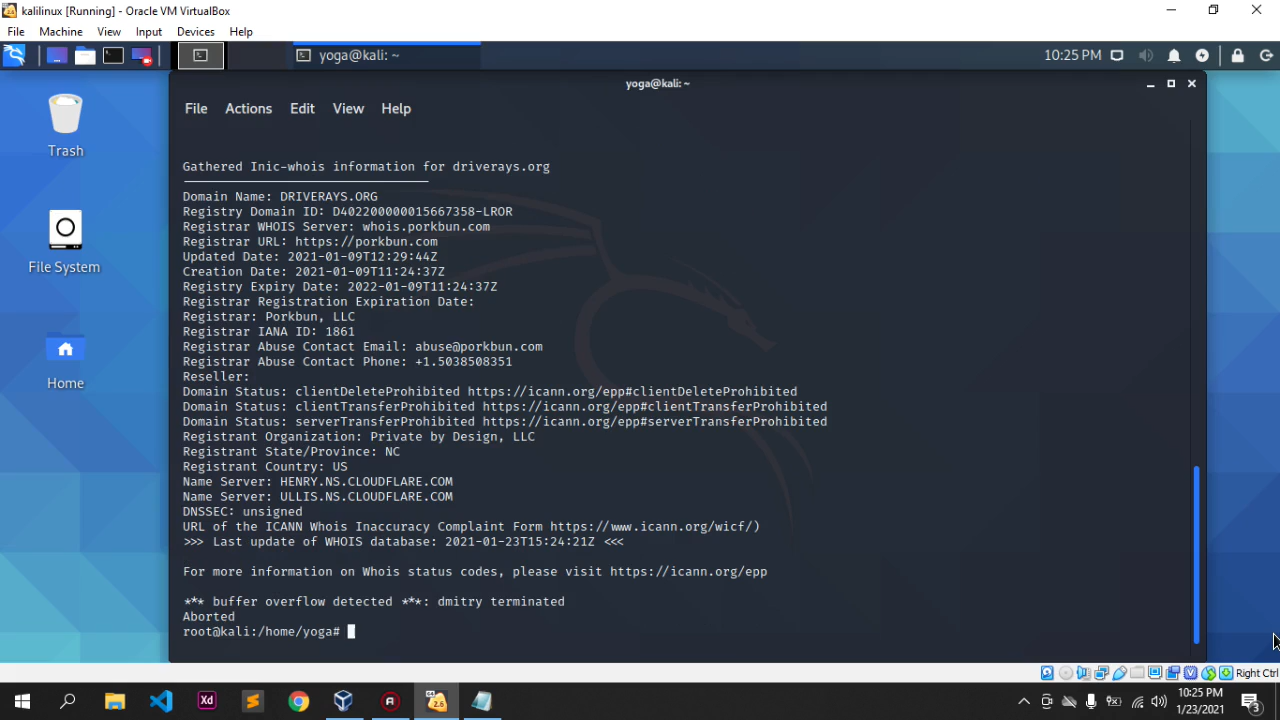 kalilinux [Running] - Oracle VM VirtualBox
File Machine View Input Devices Help
yoga@kali: ~
10:25 PM
yoga@kali: ~
File Actions Edit View Help
Trash
File System
Home
Gathered Inic-whois information for driverays.org
Domain Name: DRIVERAYS.ORG
Registry Domain ID: D402200000015667358-LROR
Registrar WHOIS Server: whois.porkbun.com
Registrar URL: https://porkbun.com
Updated Date: 2021-01-09T12:29:44Z
Creation Date: 2021-01-09T11:24:37Z
Registry Expiry Date: 2022-01-09T11:24:37Z
Registrar Registration Expiration Date:
Registrar: Porkbun, LLC
Registrar IANA ID: 1861
Registrar Abuse Contact Email: abuse@porkbun.com
Registrar Abuse Contact Phone: +1.5038508351
Reseller:
Domain Status: clientDeleteProhibited https://icann.org/epp#clientDeleteProhibited
Domain Status: clientTransferProhibited https://icann.org/epp#clientTransferProhibited
Domain Status: serverTransferProhibited https://icann.org/epp#serverTransferProhibited
Registrant Organization: Private by Design, LLC
Registrant State/Province: NC
Registrant Country: US
Name Server: HENRY.NS.CLOUDFLARE.COM
Name Server: ULLIS.NS.CLOUDFLARE.COM
DNSSEC: unsigned
URL of the ICANN Whois Inaccuracy Complaint Form https://www.icann.org/wicf/)
>>> Last update of WHOIS database: 2021-01-23T15:24:21Z <<<
For more information on Whois status codes, please visit https://icann.org/epp
*** buffer overflow detected ***: dmitry terminated
Aborted
root@kali:/home/yoga#
Right Ctrl
Xd
10:25 PM
1/23/2021
3